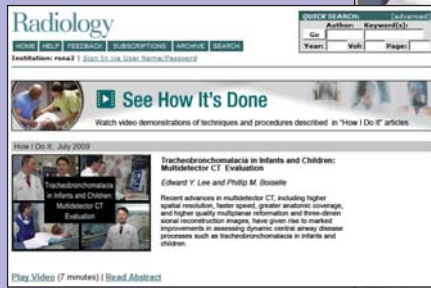 Radiology
QUICK SEARCH: [advanced]
Author: Keyword(s):
Go
Year: Vol: Page:
HOME HELP FEEDBACK SUBSCRIPTIONS ARCHIVE SEARCH
Institution: rsna2 | Sign In via User Name/Password
See How It's Done
Watch video demonstrations of techniques and procedures described in "How I Do It" articles
How I Do It: July 2009
Tracheobronchomalacia
in Infants and Children:
Multidetector CT
Evaluation
Tracheobronchomalacia in Infants and Children:
Multidetector CT Evaluation
Edward Y. Lee and Phillip M. Boiselle
Recent advances in multidetector CT, including higher
spatial resolution, faster speed, greater anatomic coverage,
and higher quality multiplanar reformation and three-dimen
sional reconstruction images, have given rise to marked
improvements in assessing dynamic central airway disease
processes such as tracheobronchomalacia in infants and
children.
Play Video (7 minutes) | Read Abstract